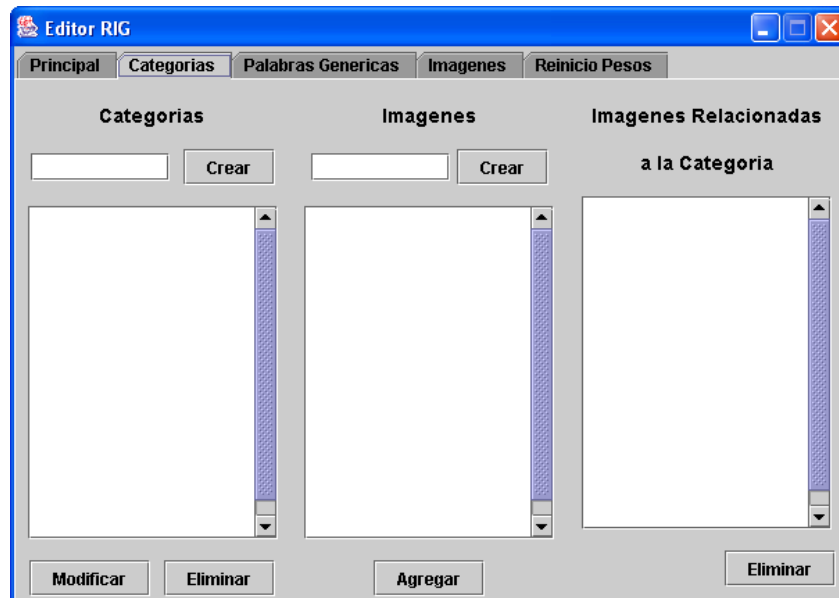 Editor RIG
Principal Categorias Palabras Genericas Imagenes Reinicio Pesos
Categorias Imagenes Imagenes Relacionadas
a la Categoria
Crear Crear
Modificar Eliminar Agregar Eliminar